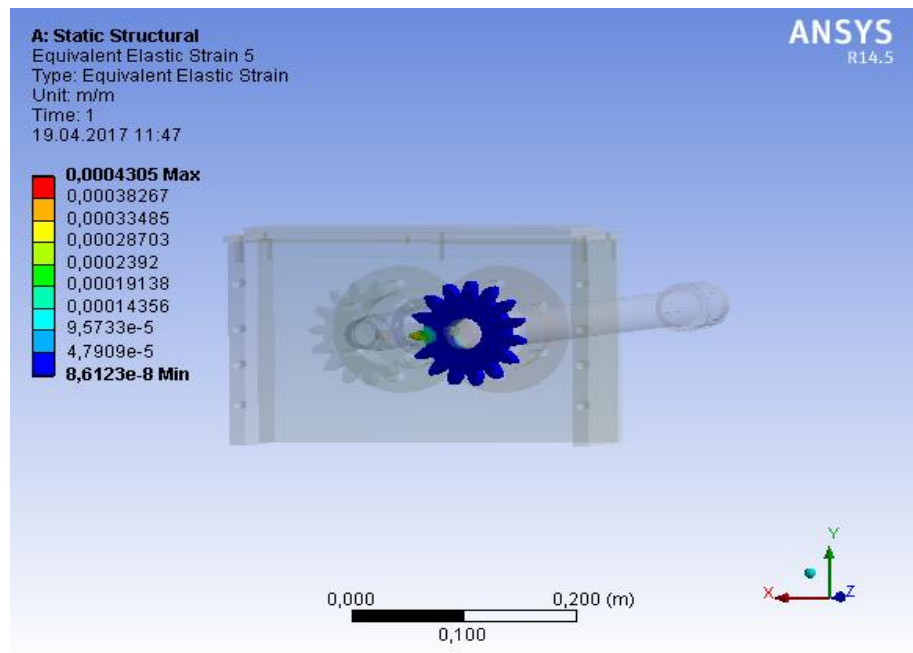 A: Static Structural
Equivalent Elastic Strain 5
Type: Equivalent Elastic Strain
Unit: m/m
Time: 1
19.04.2017 11:47
ANSYS
R14.5
0,0004305 Max
0,00038267
0,00033485
0,00028703
0,0002392
0,00019138
0,00014356
9,5733e-5
4,7909e-5
8,6123e-8 Min
0,000 0,200 (m)
0,100
Y
X Z